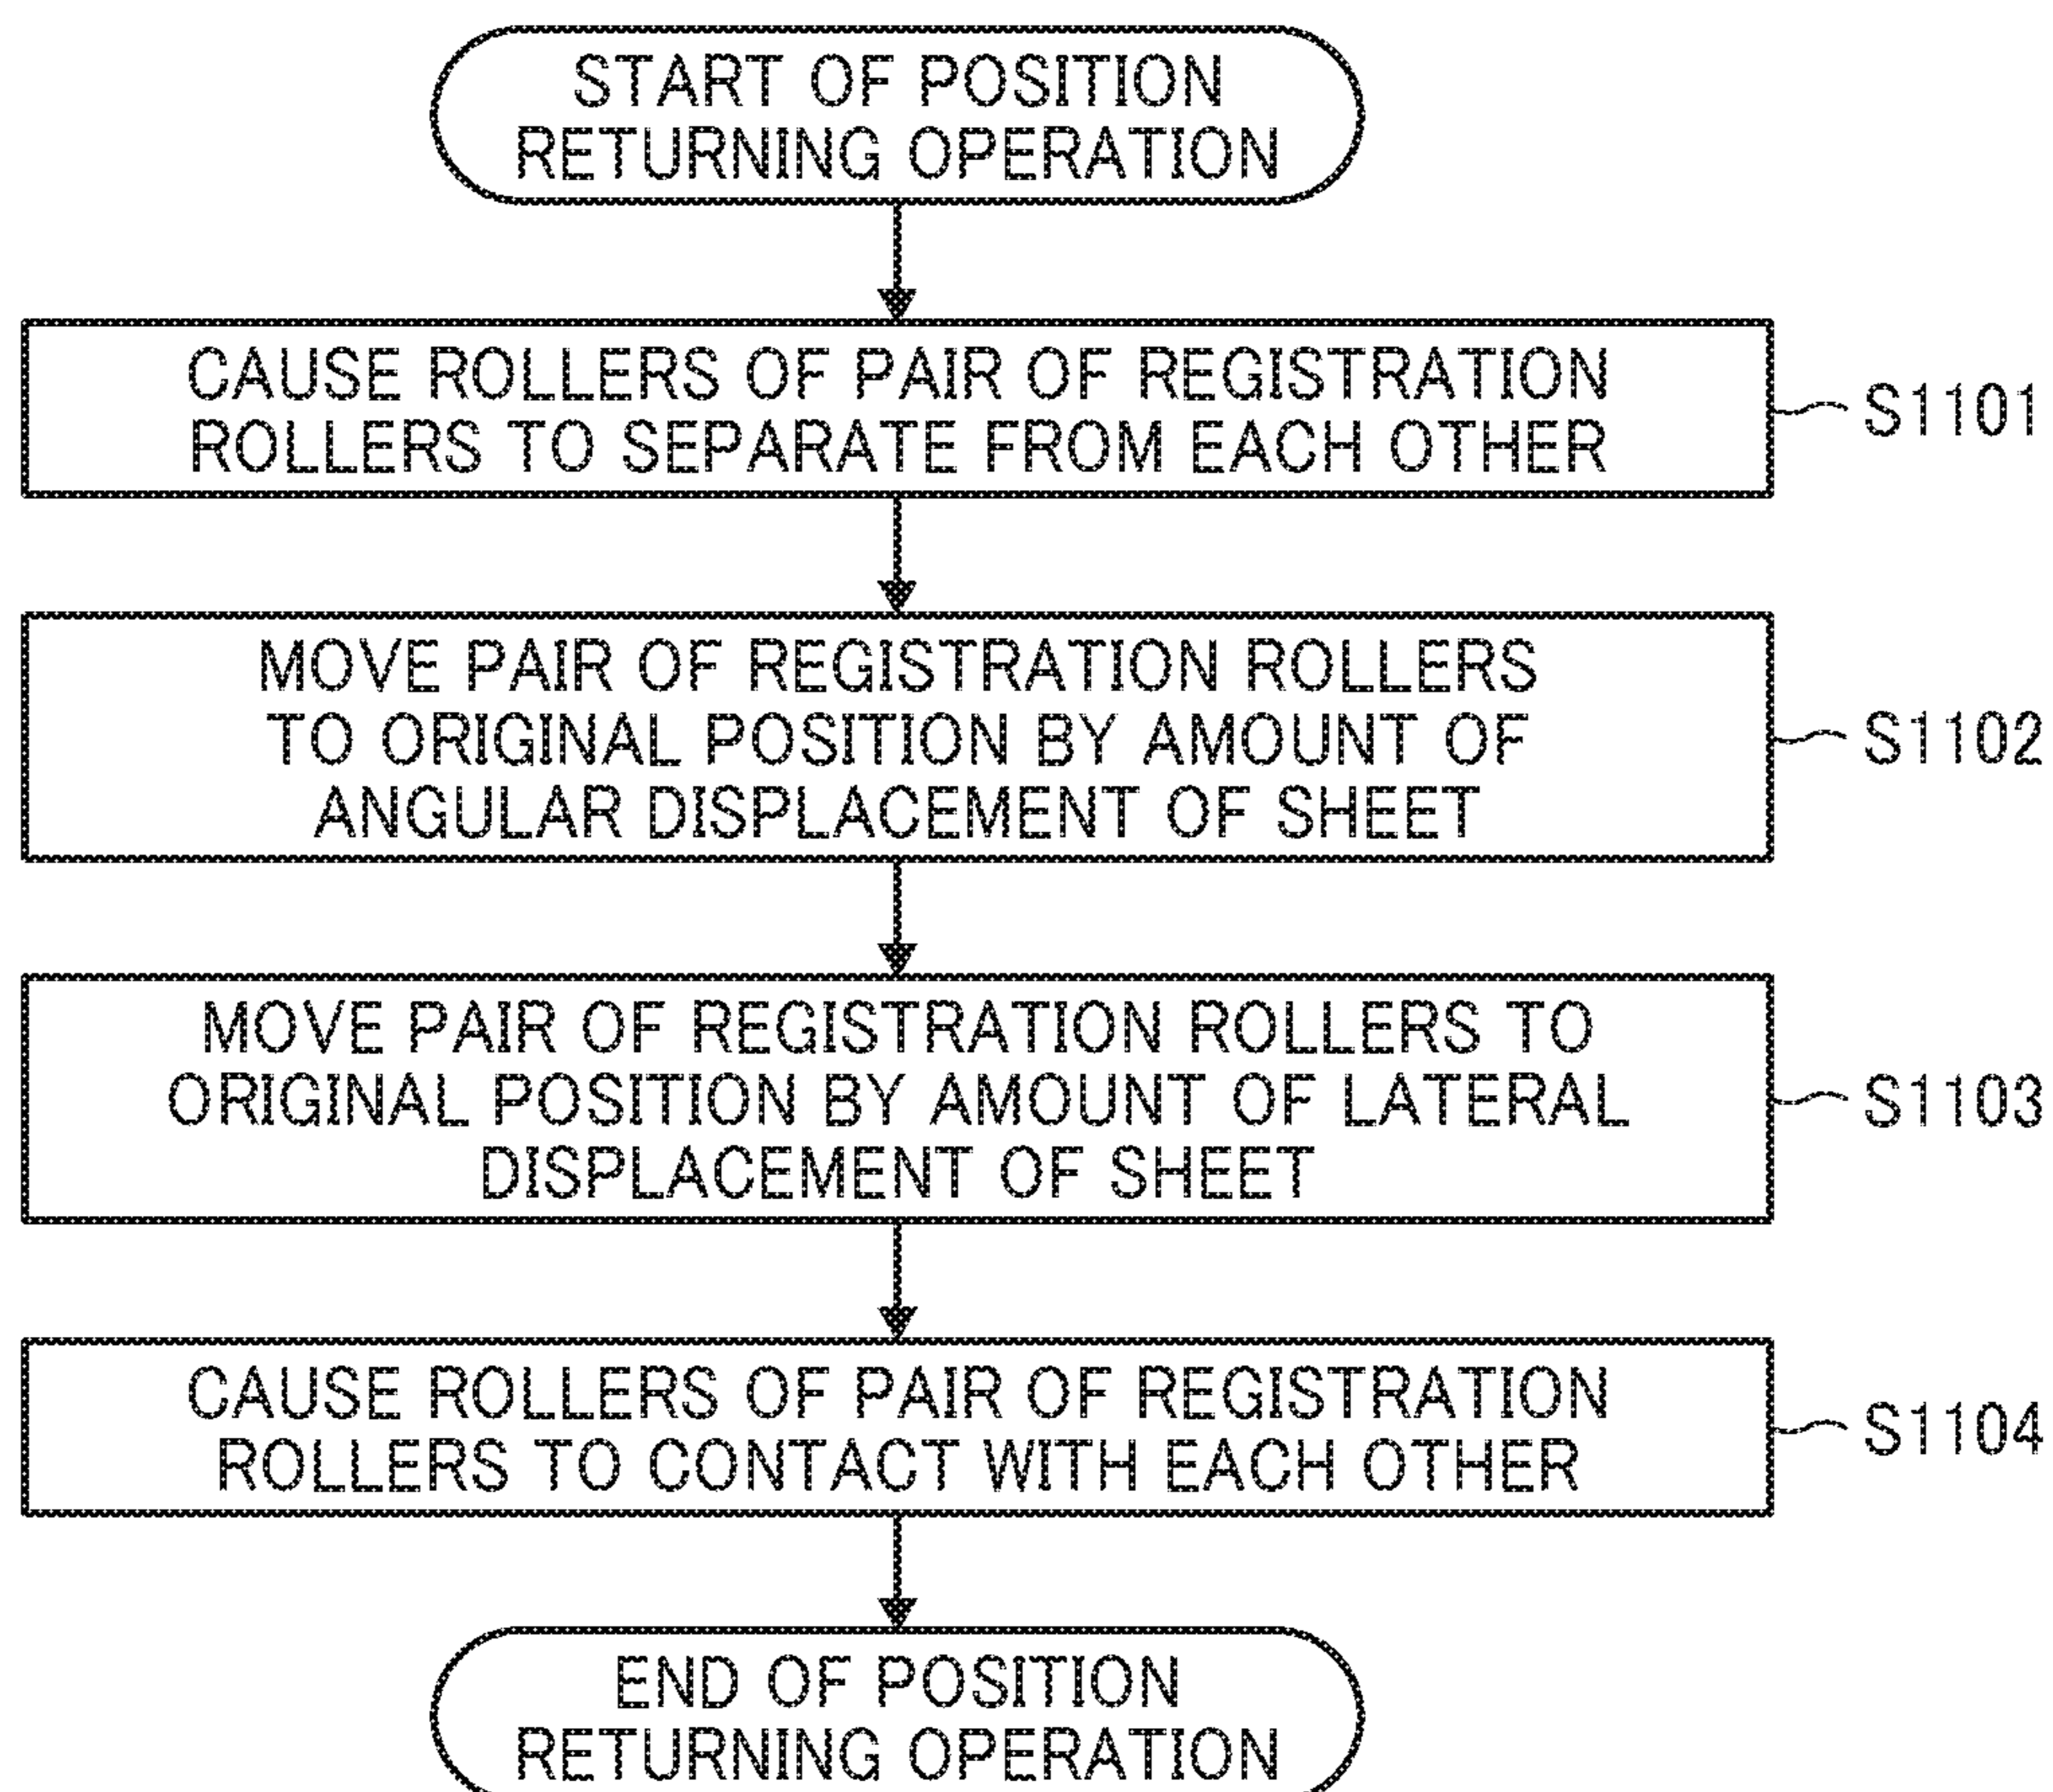 START OF POSITION
RETURNING OPERATION
CAUSE ROLLERS OF PAIR OF REGISTRATION
ROLLERS TO SEPARATE FROM EACH OTHER
S1101
MOVE PAIR OF REGISTRATION ROLLERS
TO ORIGINAL POSITION BY AMOUNT OF
ANGULAR DISPLACEMENT OF SHEET
S1102
MOVE PAIR OF REGISTRATION ROLLERS TO
ORIGINAL POSITION BY AMOUNT OF LATERAL
DISPLACEMENT OF SHEET
S1103
CAUSE ROLLERS OF PAIR OF REGISTRATION
ROLLERS TO CONTACT WITH EACH OTHER
S1104
END OF POSITION
RETURNING OPERATION